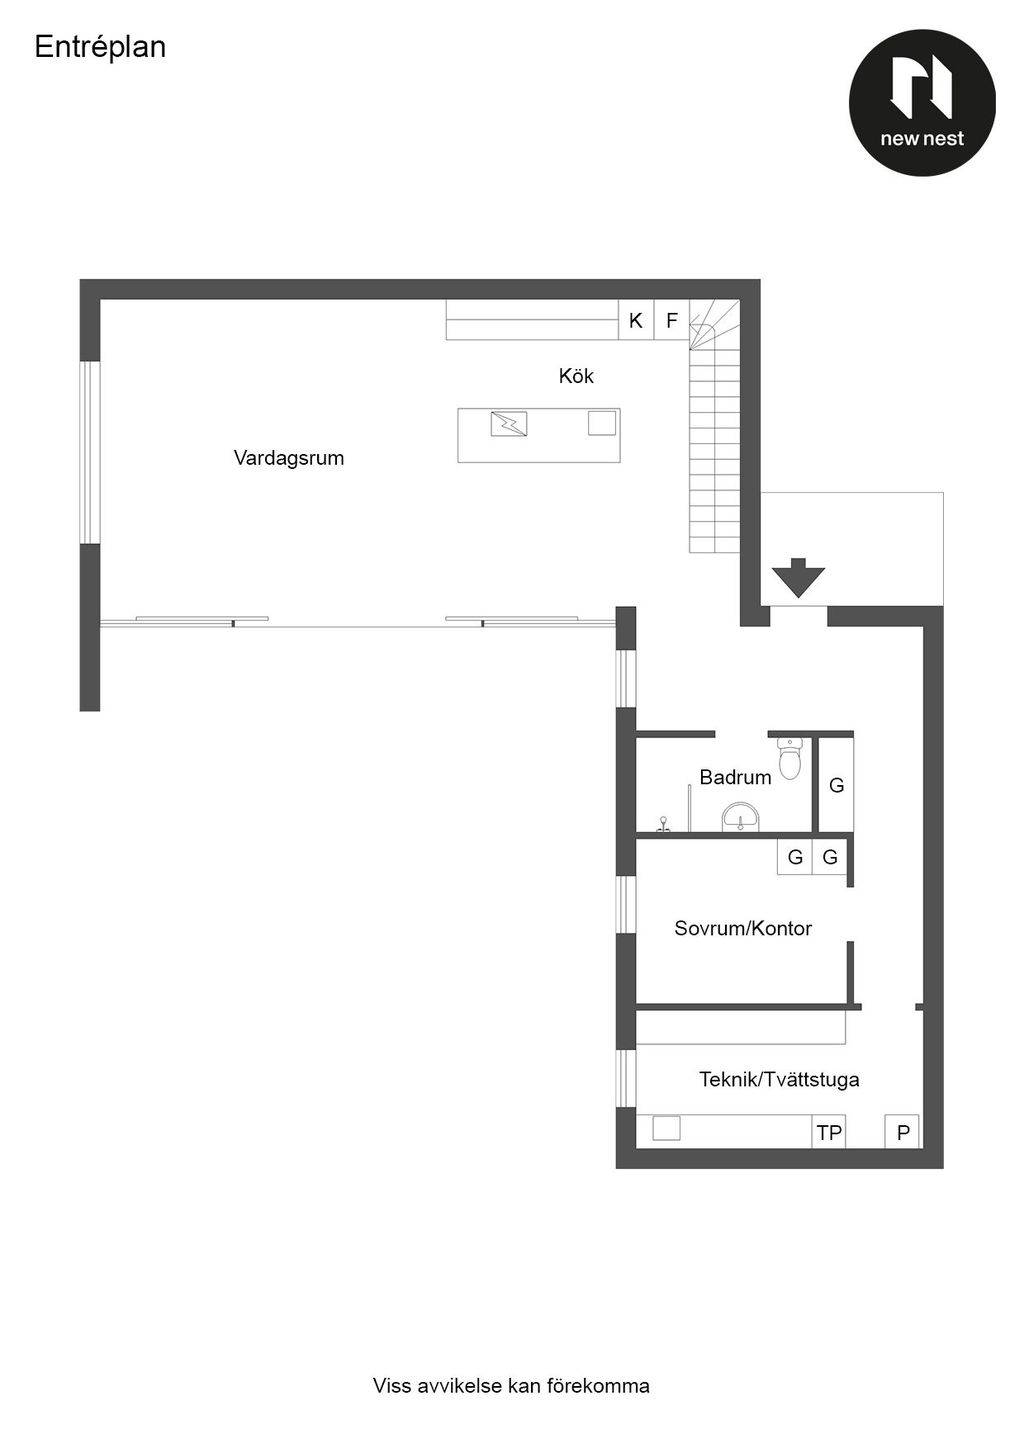 Entréplan
new nest
K F
Kök
Vardagsrum
Badrum
G
G G
Sovrum/Kontor
Teknik/Tvättstuga
TP P
Viss avvikelse kan förekomma